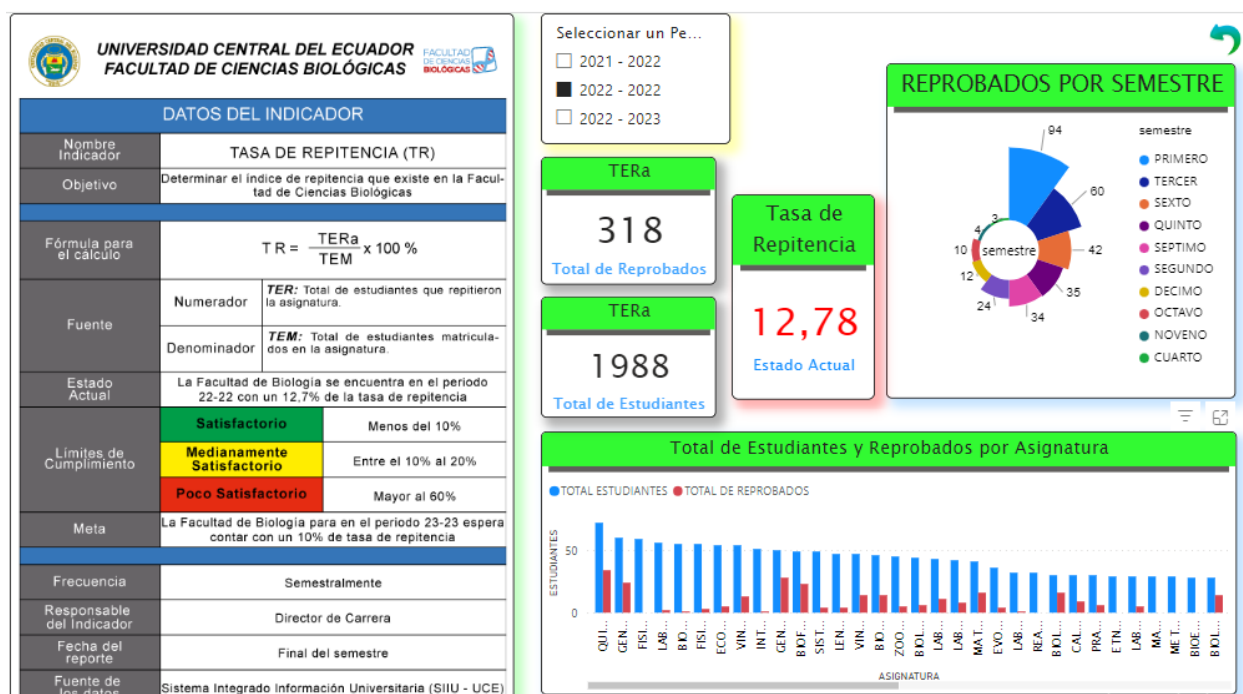 UNIVERSIDAD CENTRAL DEL ECUADOR
FACULTAD DE CIENCIAS BIOLÓGICAS
FACULTAD
DE CIENCIAS
BIOLÓGICAS
DATOS DEL INDICADOR
Nombre
Indicador
TASA DE REPITENCIA (TR)
Objetivo
Determinar el índice de repitencia que existe en la Facul-
tad de Ciencias Biológicas
Fórmula para
el cálculo
T R = TERa
TEM x 100 %
Fuente
Numerador
TER: Total de estudiantes que repitieron
la asignatura.
Denominador
TEM: Total de estudiantes matricula-
dos en la asignatura.
Estado
Actual
La Facultad de Biología se encuentra en el periodo
22-22 con un 12,7% de la tasa de repitencia
Límites de
Cumplimiento
Satisfactorio
Menos del 10%
Medianamente
Satisfactorio
Entre el 10% al 20%
Poco Satisfactorio
Mayor al 60%
Meta
La Facultad de Biología para en el periodo 23-23 espera
contar con un 10% de tasa de repitencia
Frecuencia
Semestralmente
Responsable
del Indicador
Director de Carrera
Fecha del
reporte
Final del semestre
Fuente de
los datos
Sistema Integrado Información Universitaria (SIIU - UCE)
Seleccionar un Pe...
2021 - 2022
2022 - 2022
2022 - 2023
TERa
318
Total de Reprobados
TERa
1988
Total de Estudiantes
Tasa de
Repitencia
12,78
Estado Actual
REPROBADOS POR SEMESTRE
94
60
42
35
34
24
12
10
4
3
semestre
semestre
PRIMERO
TERCER
SEXTO
QUINTO
SEPTIMO
SEGUNDO
DECIMO
OCTAVO
NOVENO
CUARTO
Total de Estudiantes y Reprobados por Asignatura
TOTAL ESTUDIANTES TOTAL DE REPROBADOS
ESTUDIANTES
50
0
QUI...
GEN...
FISI...
LAB...
BIO...
FISI...
ECO...
VIN...
INT...
GEN...
BIOF...
SIST...
LEN...
VIN...
BIO...
ZOO...
BIOL...
LAB...
LAB...
MAT...
EVO...
LAB...
REA...
BIOL...
CAL...
PRA...
ETN...
LAB...
MA...
MET...
BIOE...
BIOL...
ASIGNATURA